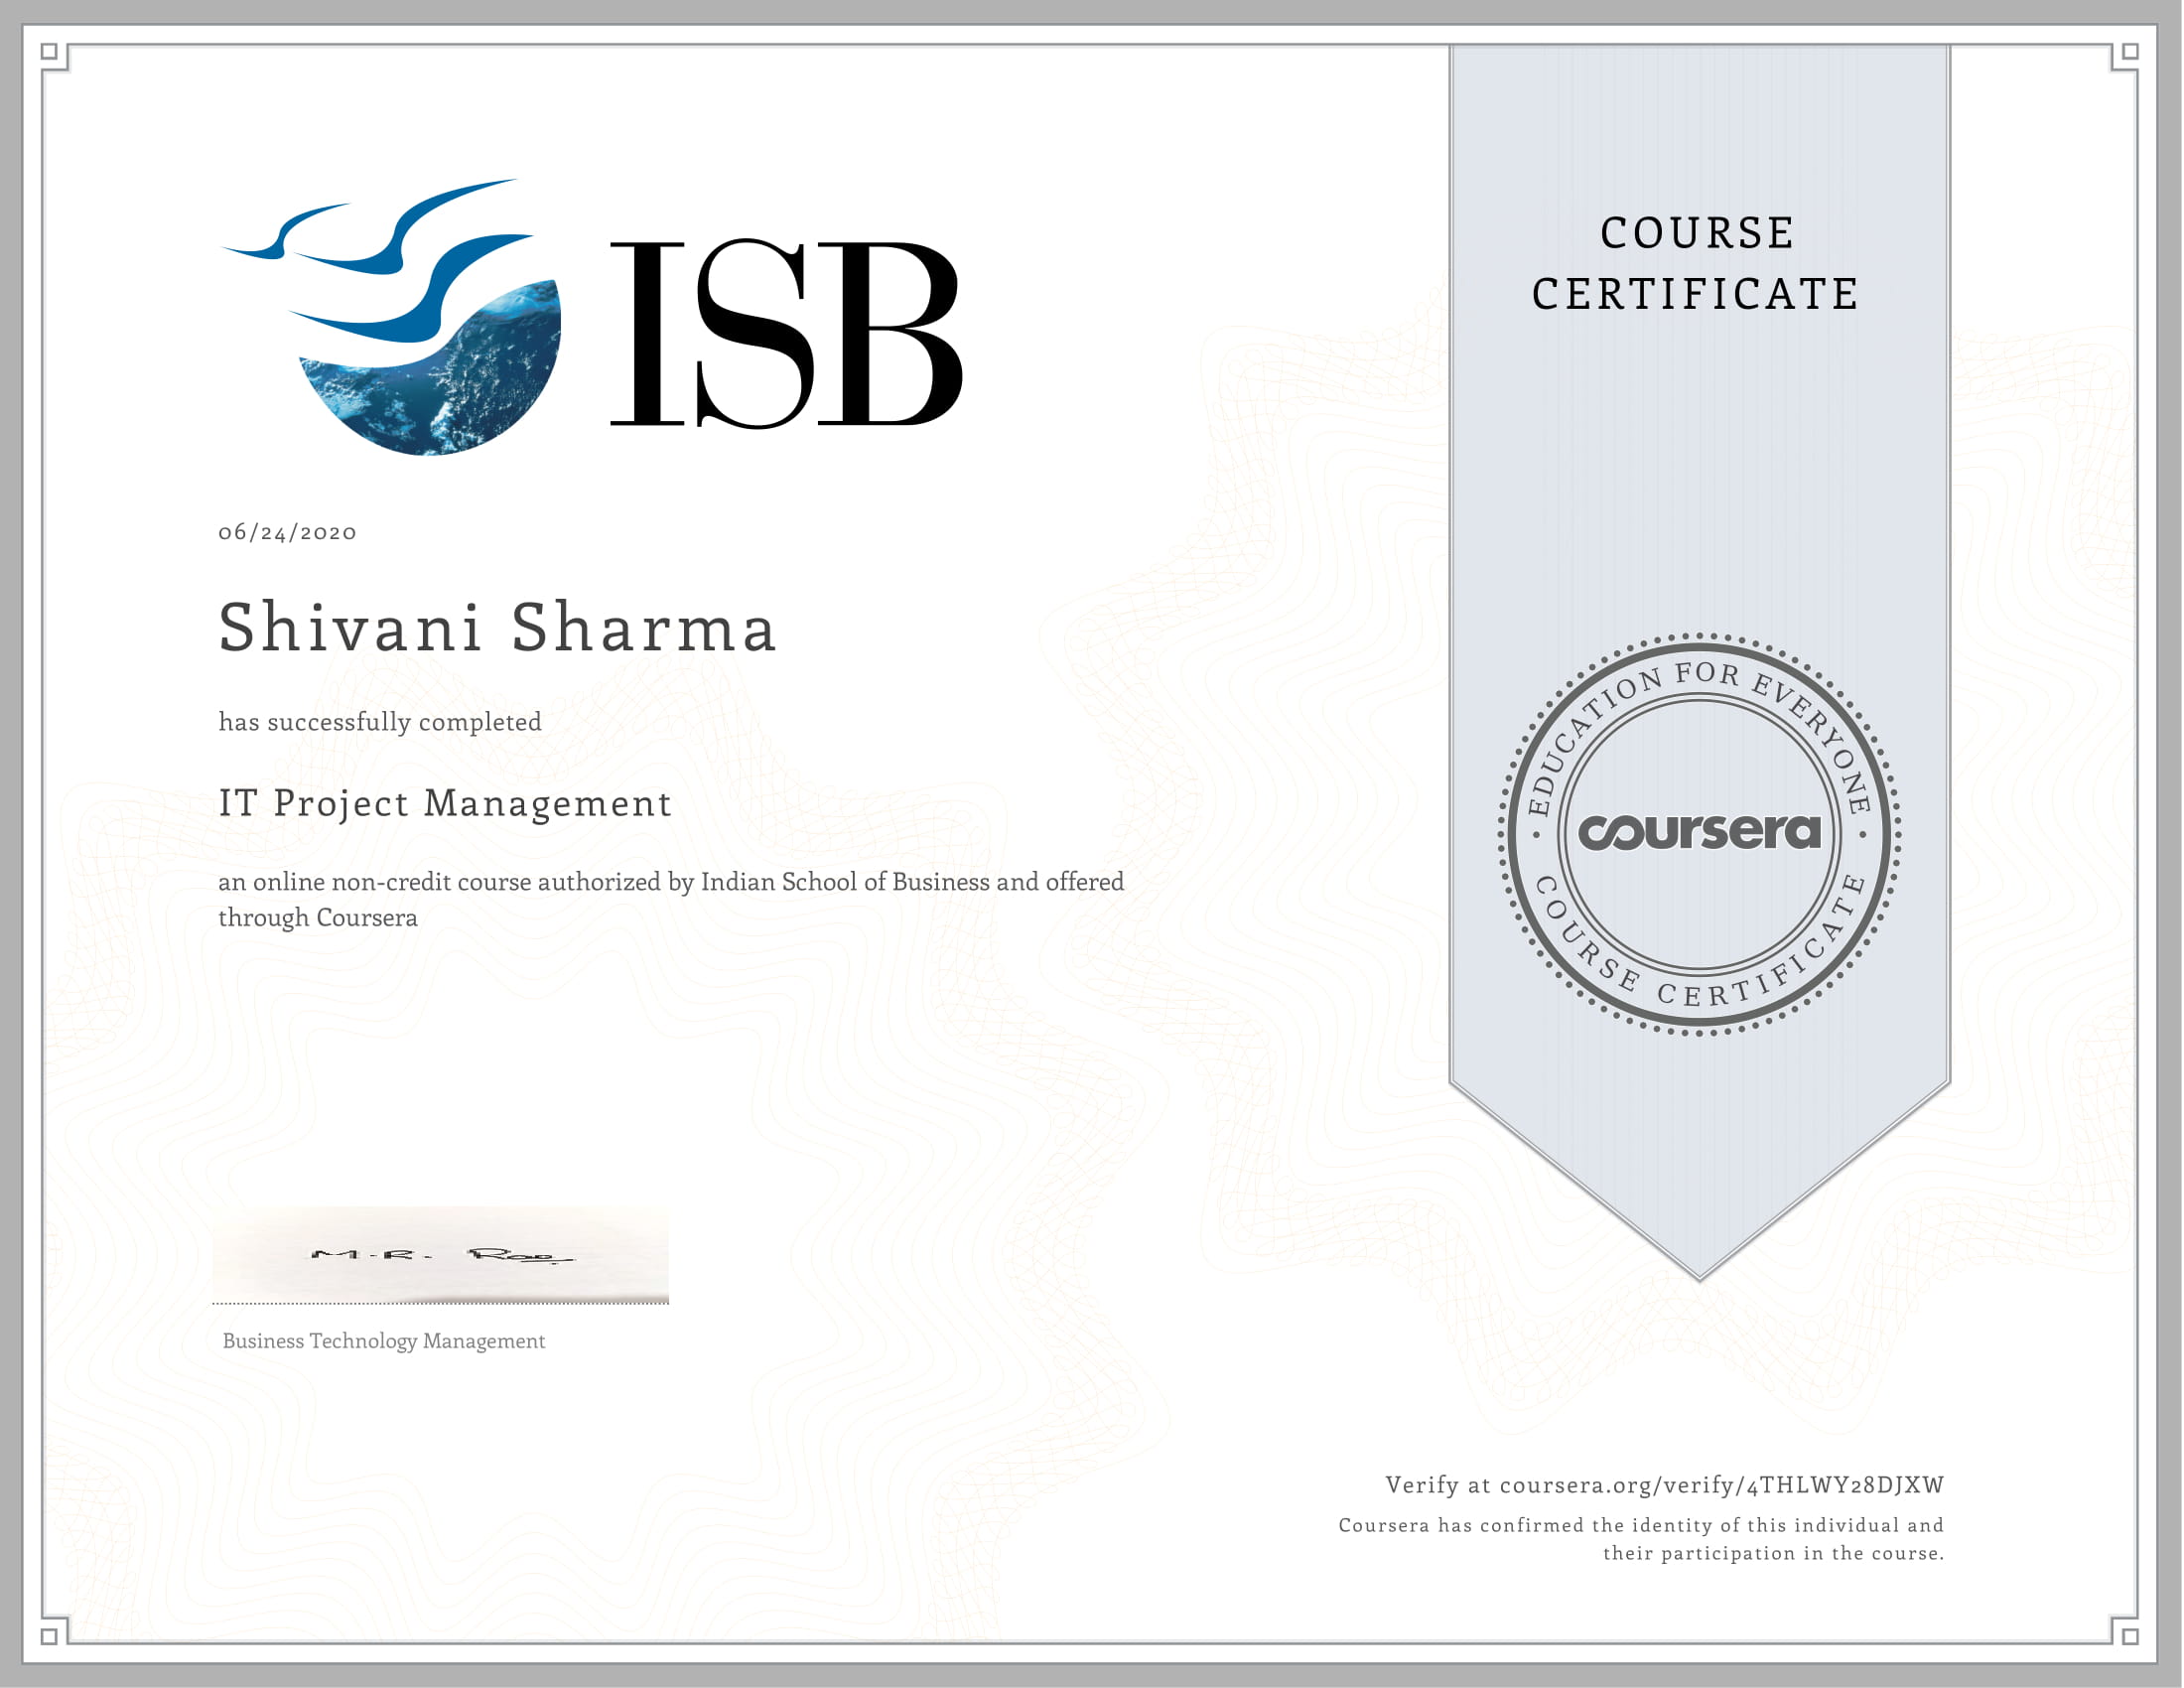 ISB
06/24/2020
Shivani Sharma
has successfully completed
IT Project Management
an online non-credit course authorized by Indian School of Business and offered
through Coursera
M.R. Rao
Business Technology Management
COURSE
CERTIFICATE
EDUCATION FOR EVERYONE
coursera
COURSE CERTIFICATE
Verify at coursera.org/verify/4THLWY28DJXW
Coursera has confirmed the identity of this individual and
their participation in the course.